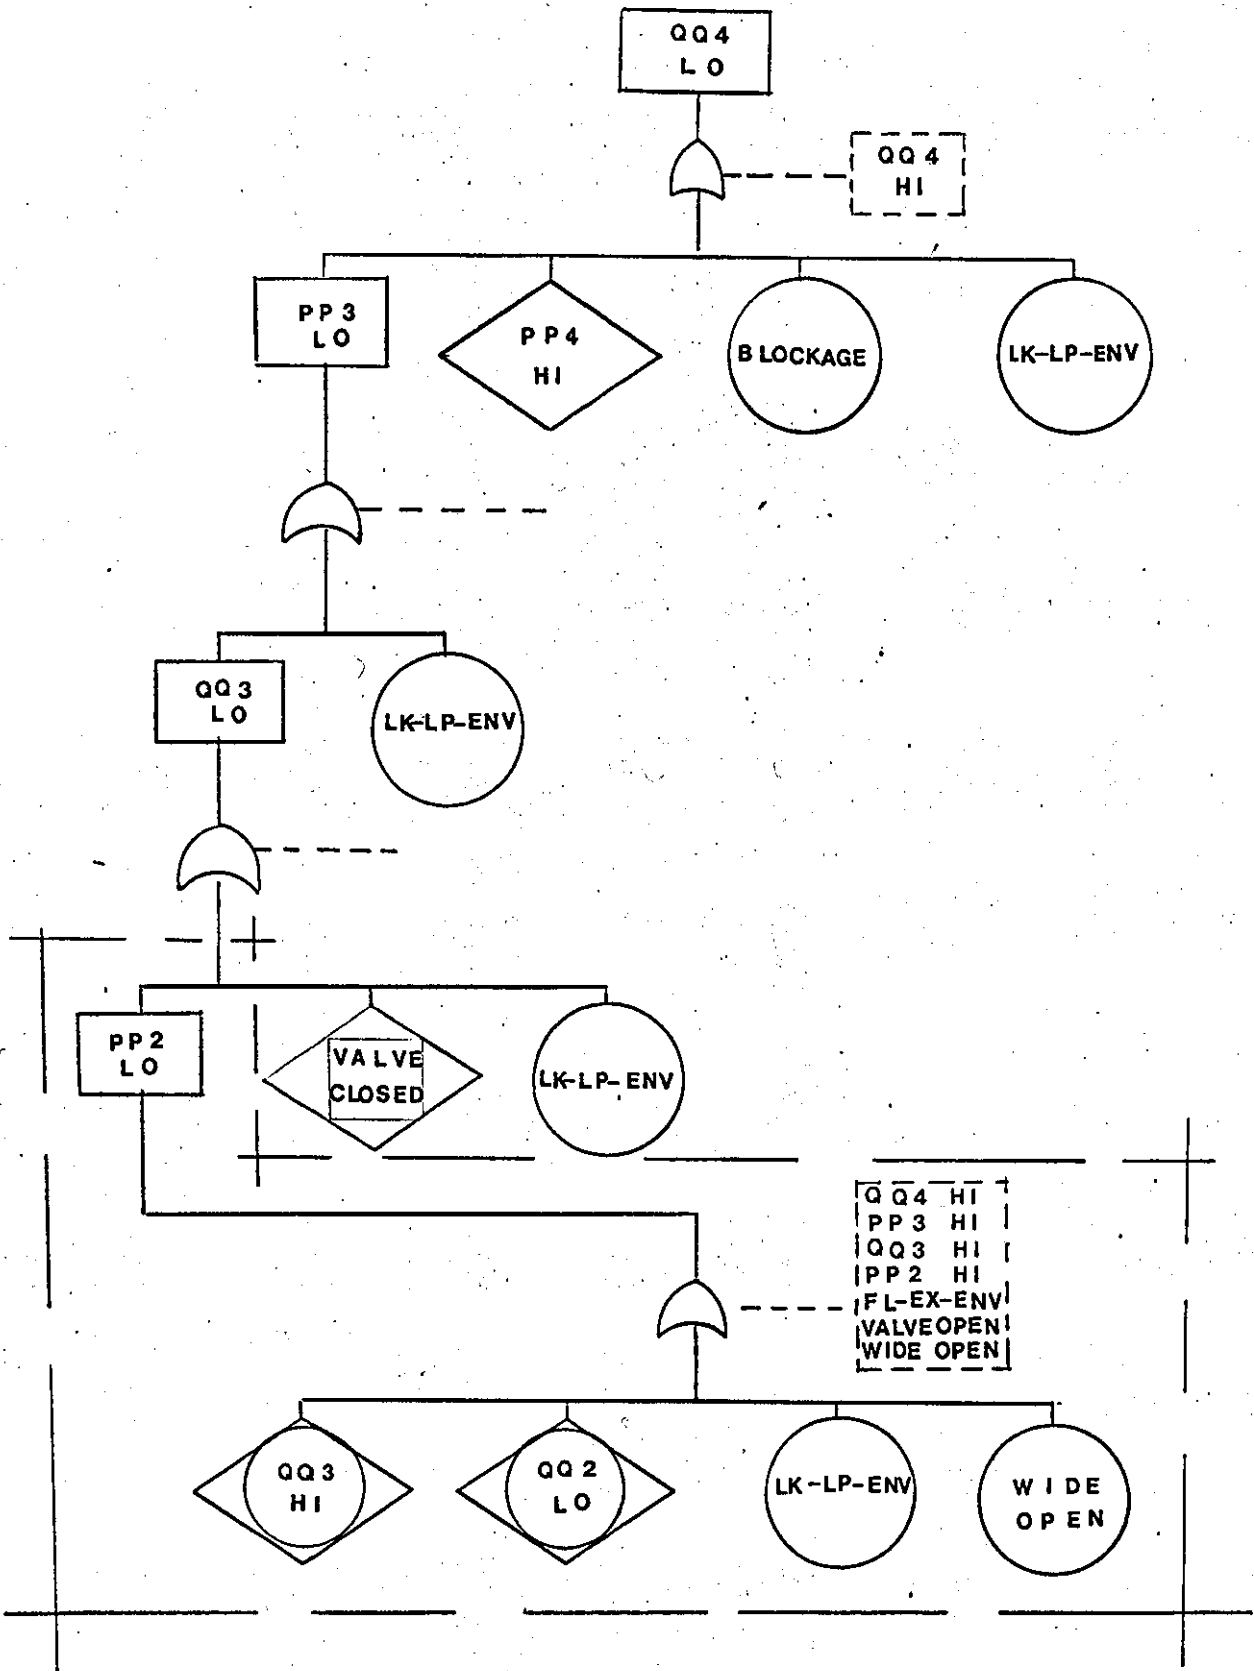 QQ4
LO
QQ4
HI
PP3
LO
PP4
HI
BLOCKAGE
LK-LP-ENV
QQ3
LO
LK-LP-ENV
PP2
LO
VALVE
CLOSED
LK-LP-ENV
QQ4 HI
PP3 HI
QQ3 HI
PP2 HI
FL-EX-ENV
VALVE OPEN
WIDE OPEN
QQ3
HI
QQ2
LO
LK-LP-ENV
WIDE
OPEN